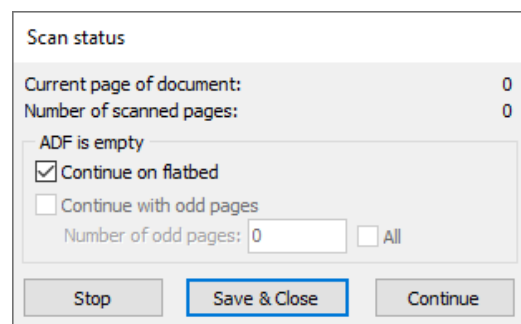 Scan status
Current page of document: 0
Number of scanned pages: 0
ADF is empty
Continue on flatbed
Continue with odd pages
Number of odd pages: 0 All
Stop Save & Close Continue